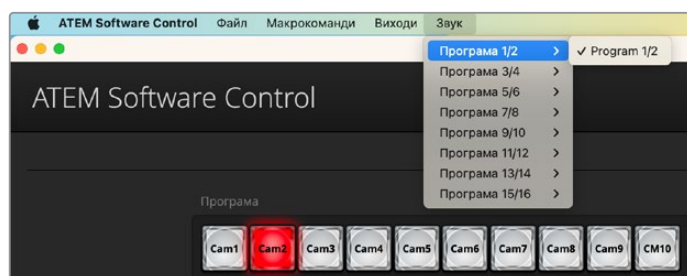 ATEM Software Control Файл Макрокоманди Виходи Звук
Програма 1/2 ✓ Program 1/2
Програма 3/4
Програма 5/6
Програма 7/8
Програма 9/10
Програма 11/12
Програма 13/14
Програма 15/16
ATEM Software Control
Програма
Cam1 Cam2 Cam3 Cam4 Cam5 Cam6 Cam7 Cam8 Cam9 CM10